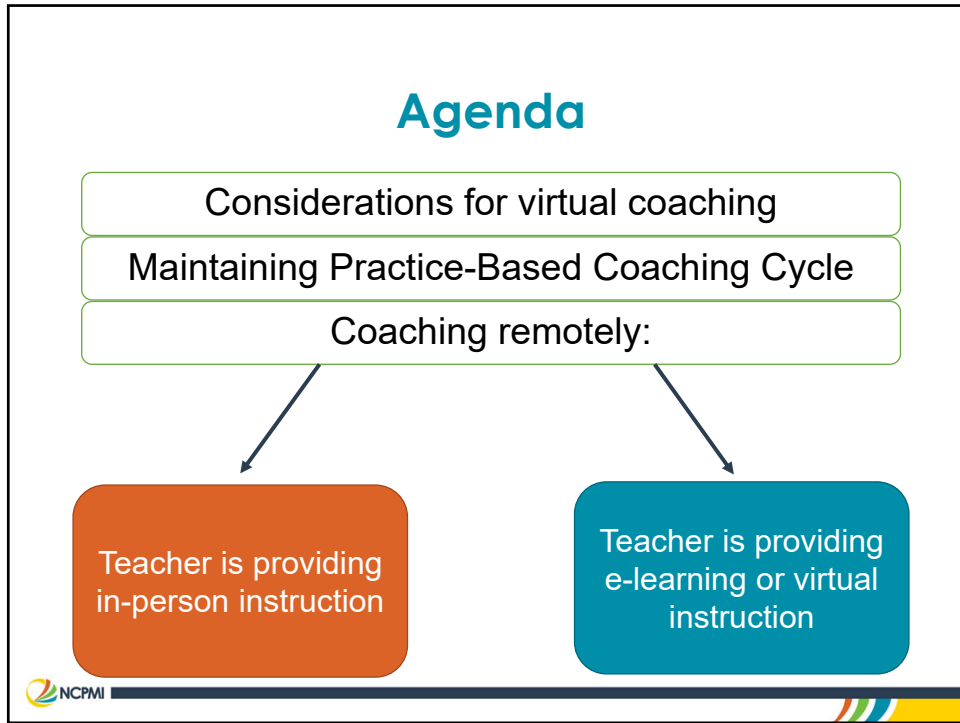 Agenda
Considerations for virtual coaching
Maintaining Practice-Based Coaching Cycle
Coaching remotely:
Teacher is providing
in-person instruction
Teacher is providing
e-learning or virtual
instruction
NCPMI